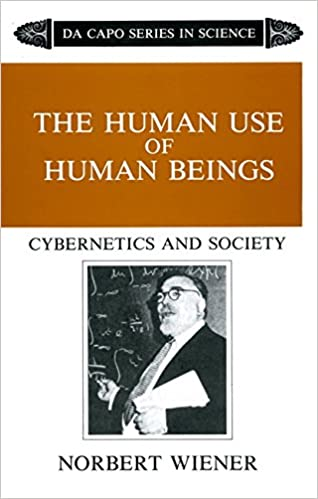 DA CAPO SERIES IN SCIENCE
THE HUMAN USE
OF
HUMAN BEINGS
CYBERNETICS AND SOCIETY
NORBERT WIENER